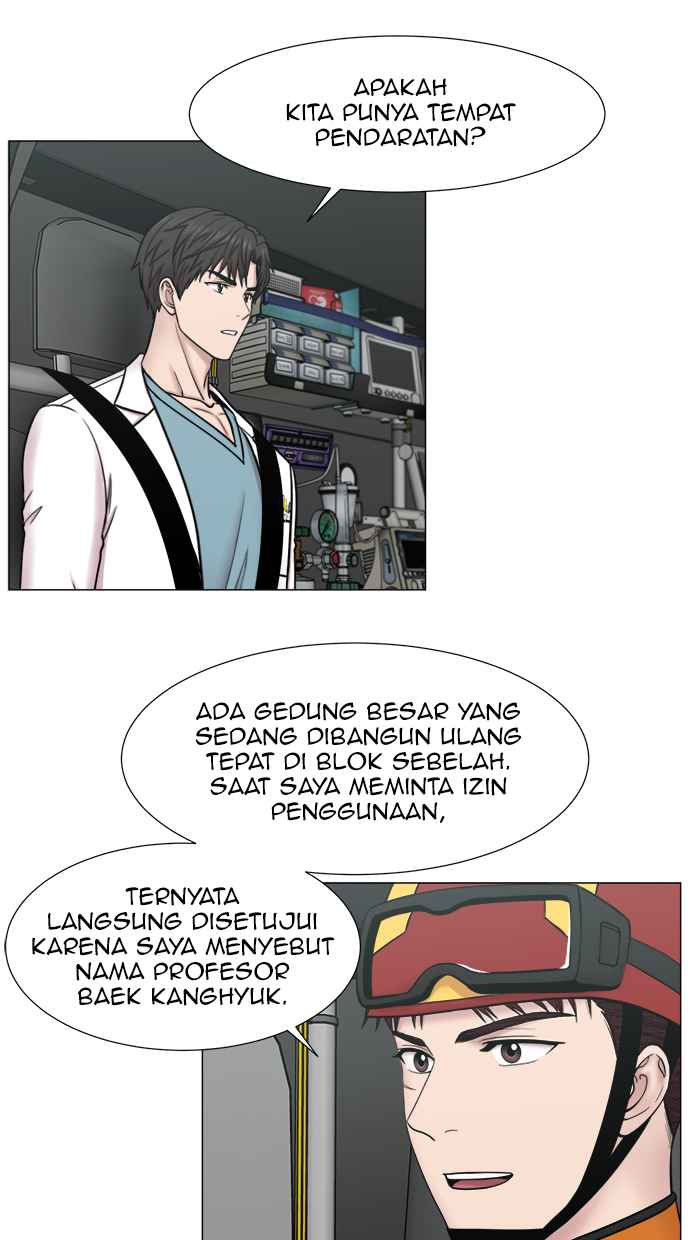 APAKAH
KITA PUNYA TEMPAT
PENDARATAN?
ADA GEDUNG BESAR YANG
SEDANG DIBANGUN ULANG
TEPAT DI BLOK SEBELAH.
SAAT SAYA MEMINTA IZIN
PENGGUNAAN,
TERNYATA
LANGSUNG DISETUJUI
KARENA SAYA MENYEBUT
NAMA PROFESOR
BAEK KANGHYUK.